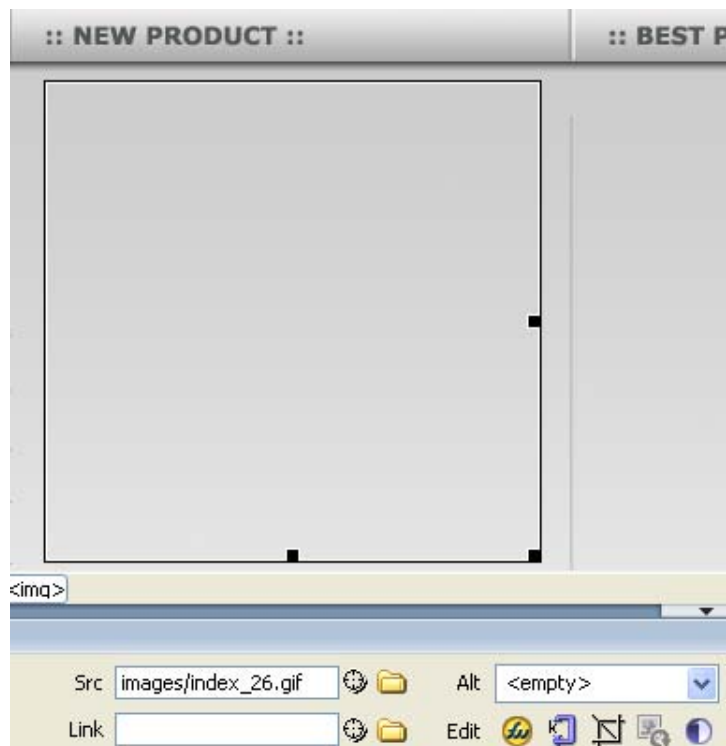 :: NEW PRODUCT :: :: BEST P
<img>
Src images/index_26.gif Alt <empty>
Link Edit